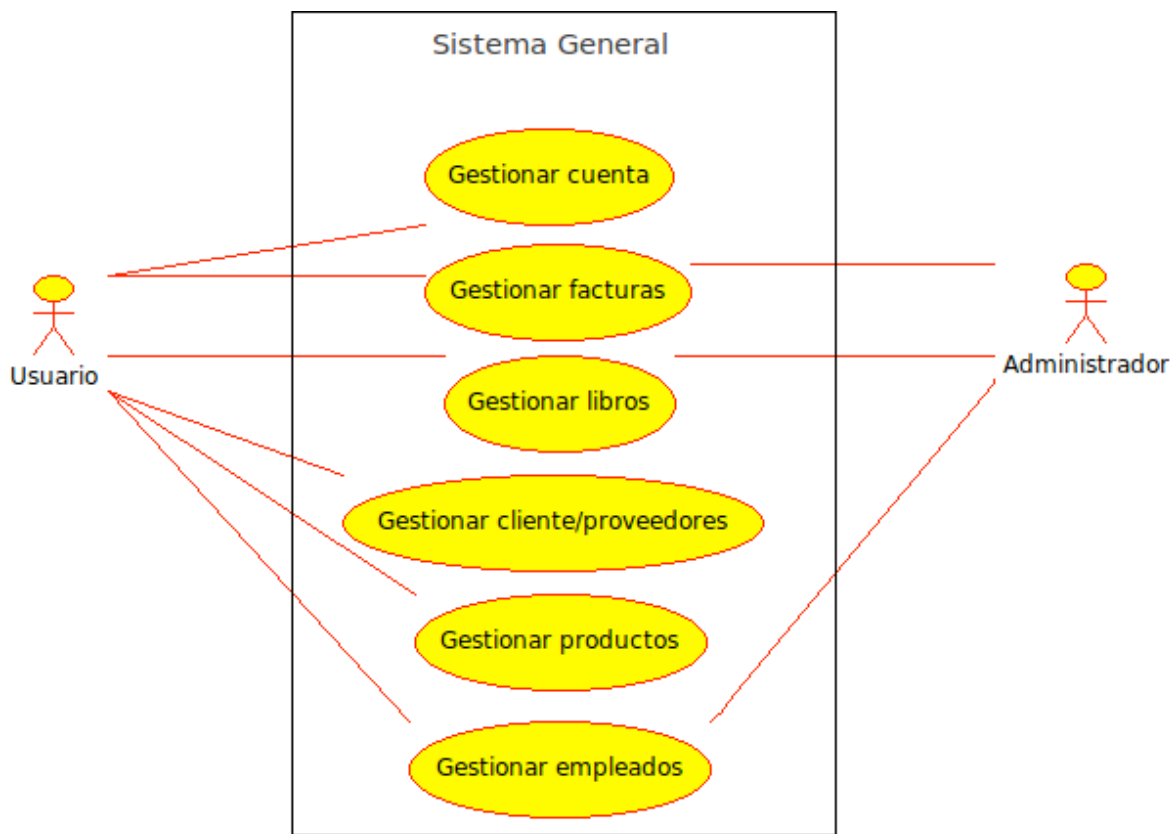 Sistema General
Gestionar cuenta
Gestionar facturas
Usuario
Administrador
Gestionar libros
Gestionar cliente/proveedores
Gestionar productos
Gestionar empleados